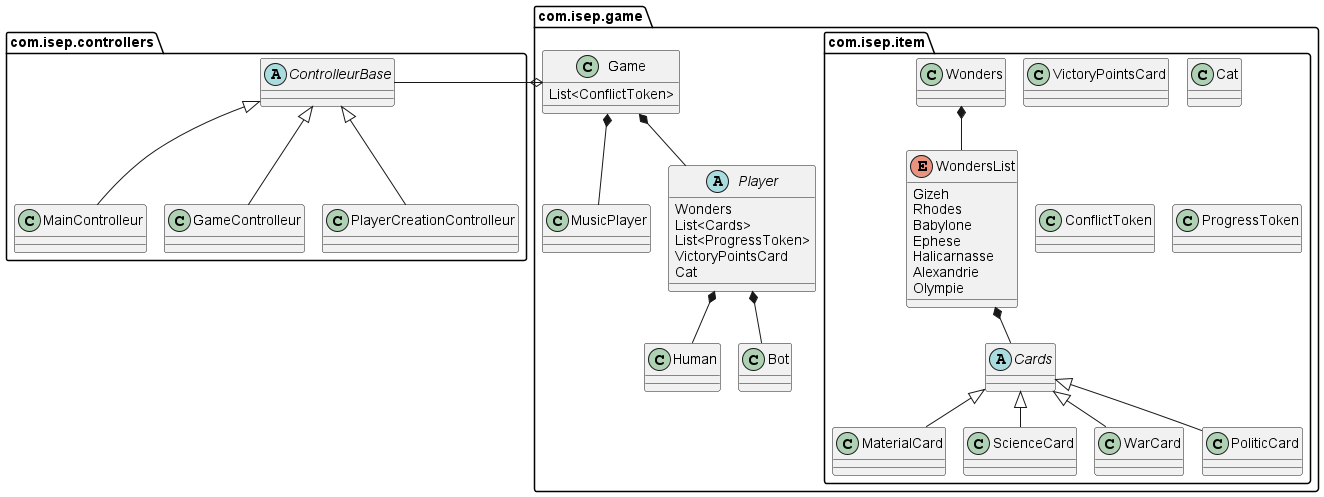 com.isep.game
com.isep.controllers
com.isep.item
A ControlleurBase
C Game
List<ConflictToken>
C Wonders
C VictoryPointsCard
C Cat
C MainControlleur
C GameControlleur
C PlayerCreationControlleur
C MusicPlayer
A Player
Wonders
List<Cards>
List<ProgressToken>
VictoryPointsCard
Cat
E WondersList
Gizeh
Rhodes
Babylone
Ephese
Halicarnasse
Alexandrie
Olympie
C ConflictToken
C ProgressToken
C Human
C Bot
A Cards
C MaterialCard
C ScienceCard
C WarCard
C PoliticCard